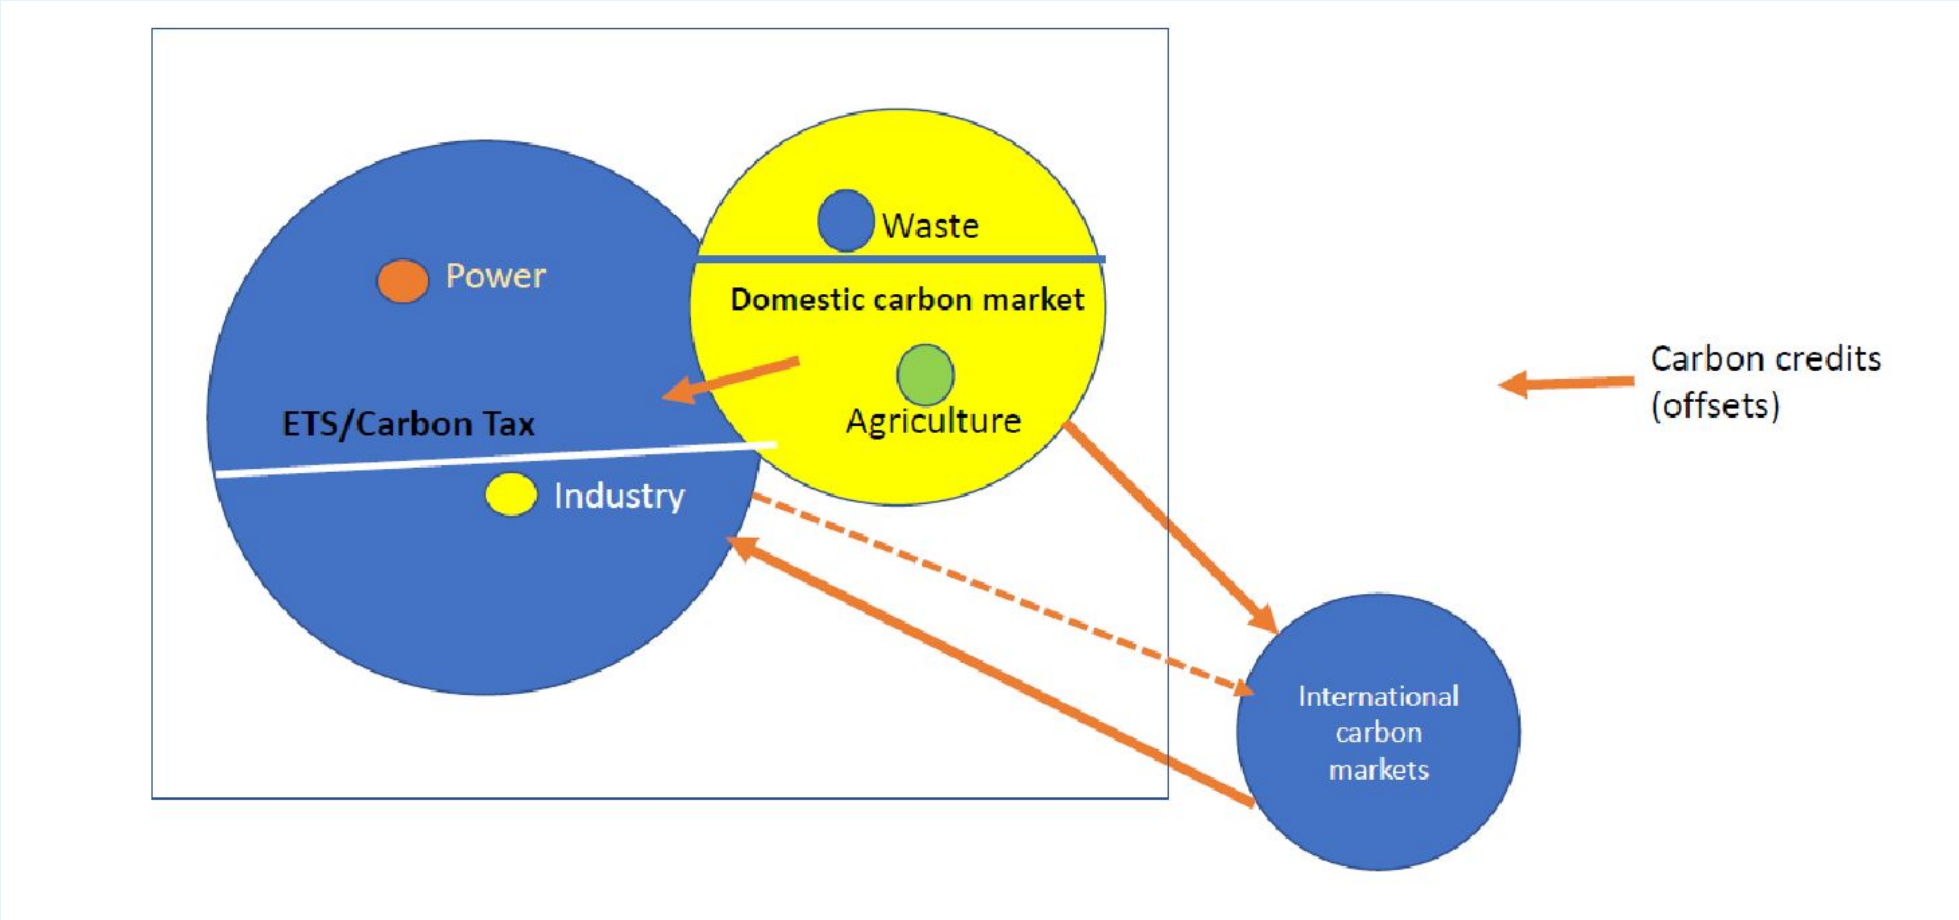 Waste
Power
Domestic carbon market
Carbon credits
(offsets)
ETS/Carbon Tax
Agriculture
Industry
International
carbon
markets